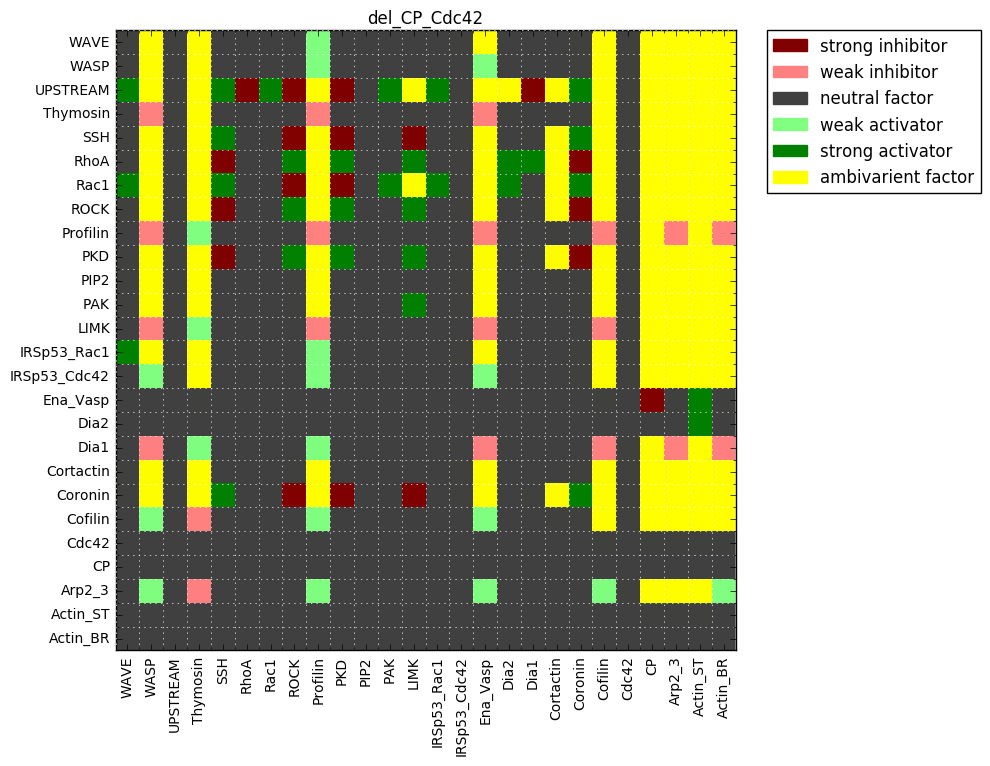 del_CP_Cdc42
WAVE
WASP
UPSTREAM
Thymosin
SSH
RhoA
Rac1
ROCK
Profilin
PKD
PIP2
PAK
LIMK
IRSp53_Rac1
IRSp53_Cdc42
Ena_Vasp
Dia2
Dia1
Cortactin
Coronin
Cofilin
Cdc42
CP
Arp2_3
Actin_ST
Actin_BR
WAVE
WASP
UPSTREAM
Thymosin
SSH
RhoA
Rac1
ROCK
Profilin
PKD
PIP2
PAK
LIMK
IRSp53_Rac1
IRSp53_Cdc42
Ena_Vasp
Dia2
Dia1
Cortactin
Coronin
Cofilin
Cdc42
CP
Arp2_3
Actin_ST
Actin_BR
strong inhibitor
weak inhibitor
neutral factor
weak activator
strong activator
ambivarient factor